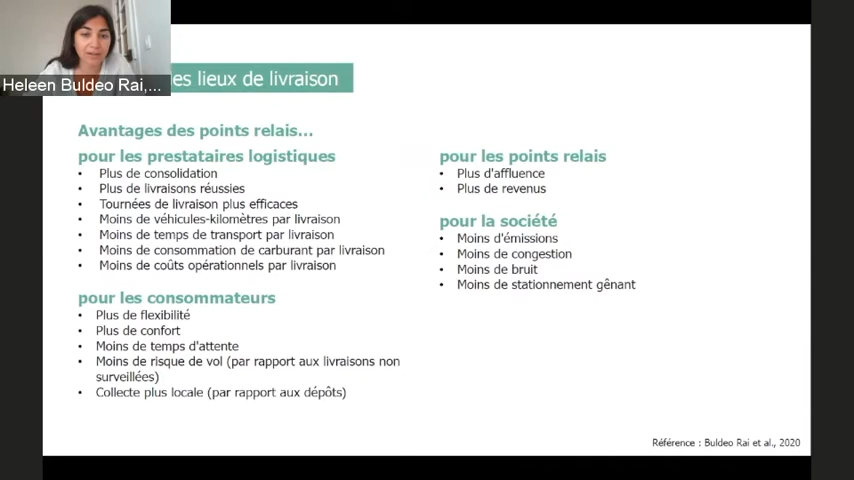 Heleen Buldeo Rai,...
es lieux de livraison
Avantages des points relais...
pour les prestataires logistiques
• Plus de consolidation
• Plus de livraisons réussies
• Tournées de livraison plus efficaces
• Moins de véhicules-kilomètres par livraison
• Moins de temps de transport par livraison
• Moins de consommation de carburant par livraison
• Moins de coûts opérationnels par livraison
pour les consommateurs
• Plus de flexibilité
• Plus de confort
• Moins de temps d'attente
• Moins de risque de vol (par rapport aux livraisons non
surveillées)
• Collecte plus locale (par rapport aux dépôts)
pour les points relais
• Plus d'affluence
• Plus de revenus
pour la société
• Moins d'émissions
• Moins de congestion
• Moins de bruit
• Moins de stationnement gênant
Référence : Buldeo Rai et al., 2020